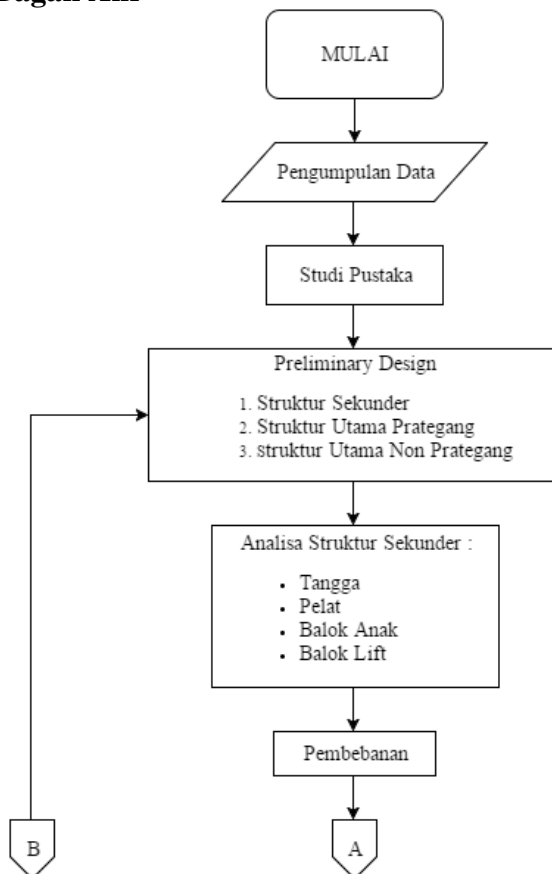 MULAI
Pengumpulan Data
Studi Pustaka
Preliminary Design
1. Struktur Sekunder
2. Struktur Utama Prategang
3. struktur Utama Non Prategang
Analisa Struktur Sekunder :
• Tangga
• Pelat
• Balok Anak
• Balok Lift
Pembebanan
B
A